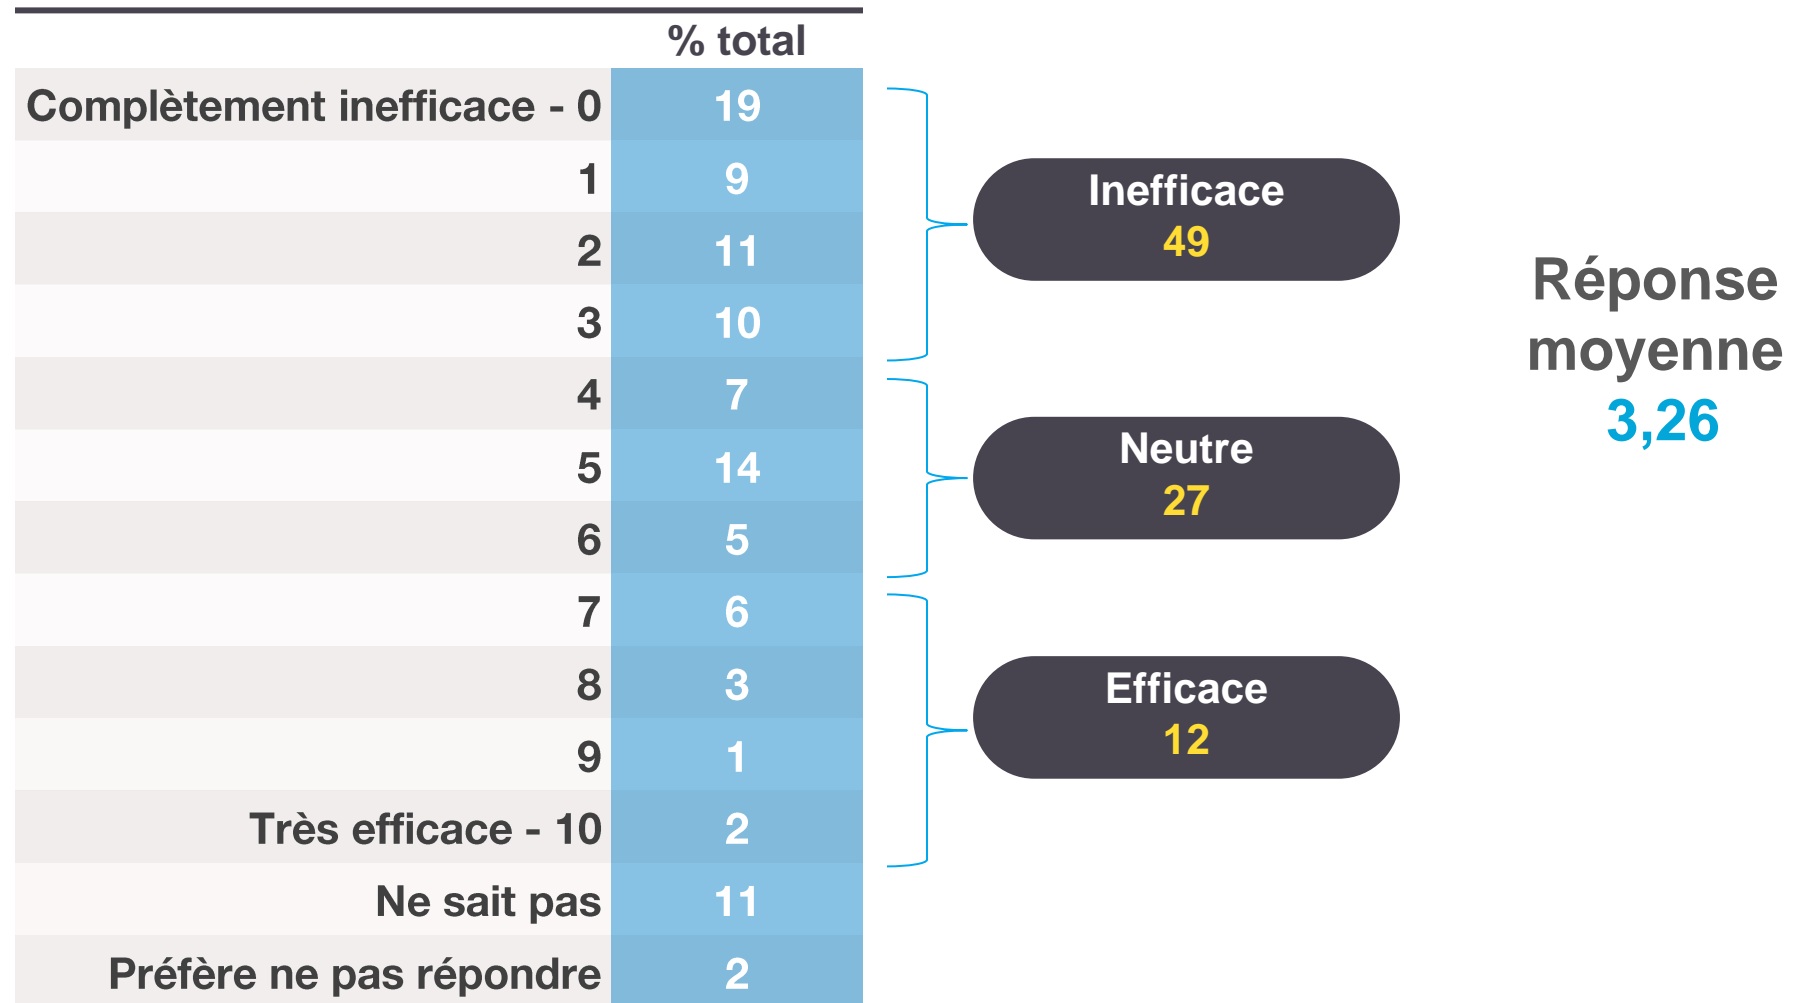 % total
Complètement inefficace - 0 19
1 9
2 11
3 10
4 7
5 14
6 5
7 6
8 3
9 1
Très efficace - 10 2
Ne sait pas 11
Préfère ne pas répondre 2
Inefficace
49
Neutre
27
Efficace
12
Réponse
moyenne
3,26